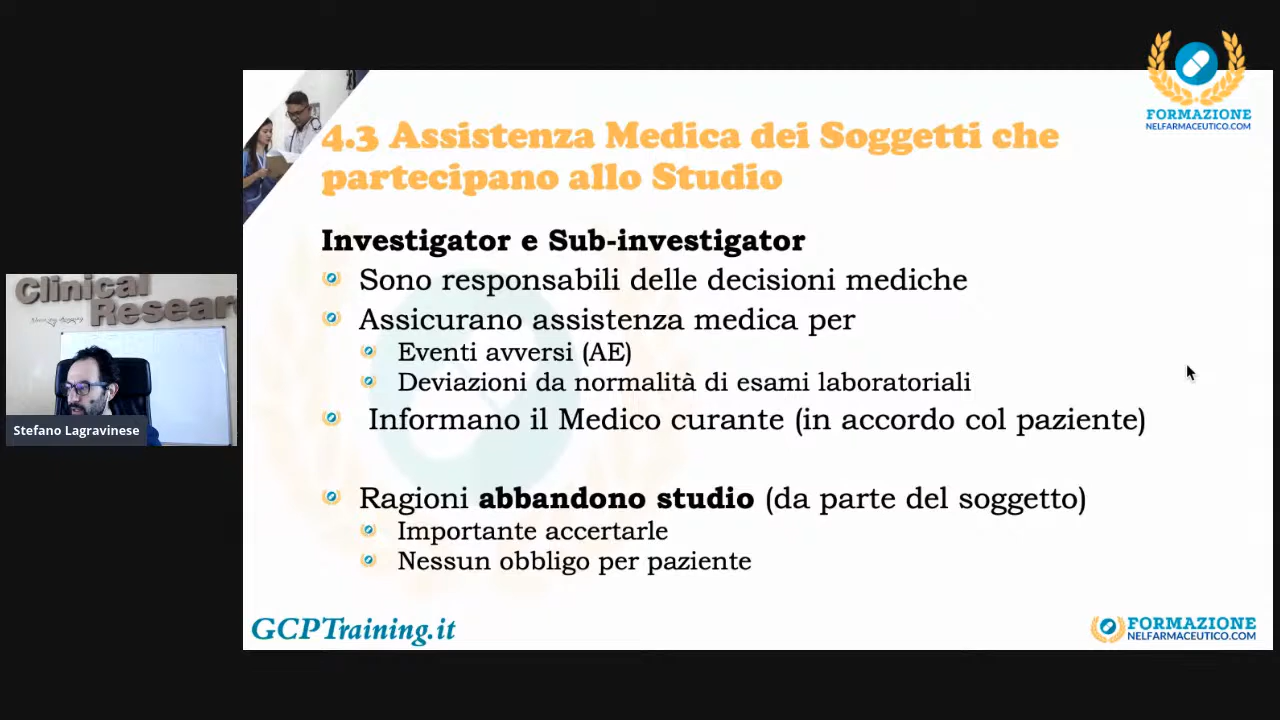 FORMAZIONE
NELFARMACEUTICO.COM
4.3 Assistenza Medica dei Soggetti che
partecipano allo Studio
Investigator e Sub-investigator
Sono responsabili delle decisioni mediche
Assicurano assistenza medica per
Eventi avversi (AE)
Deviazioni da normalità di esami laboratoriali
Informano il Medico curante (in accordo col paziente)
Ragioni abbandono studio (da parte del soggetto)
Importante accertarle
Nessun obbligo per paziente
Clinical
Resear
Stefano Lagravinese
GCPTraining.it
FORMAZIONE
NELFARMACEUTICO.COM